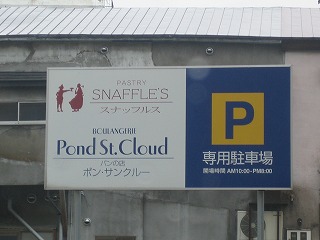 PASTRY
SNAFFLE'S
スナッフルス
BOULANGERIE
Pond St. Cloud
パンの店
ポン・サンクルー
P
専用駐車場
開場時間 AM10:00-PM8:00